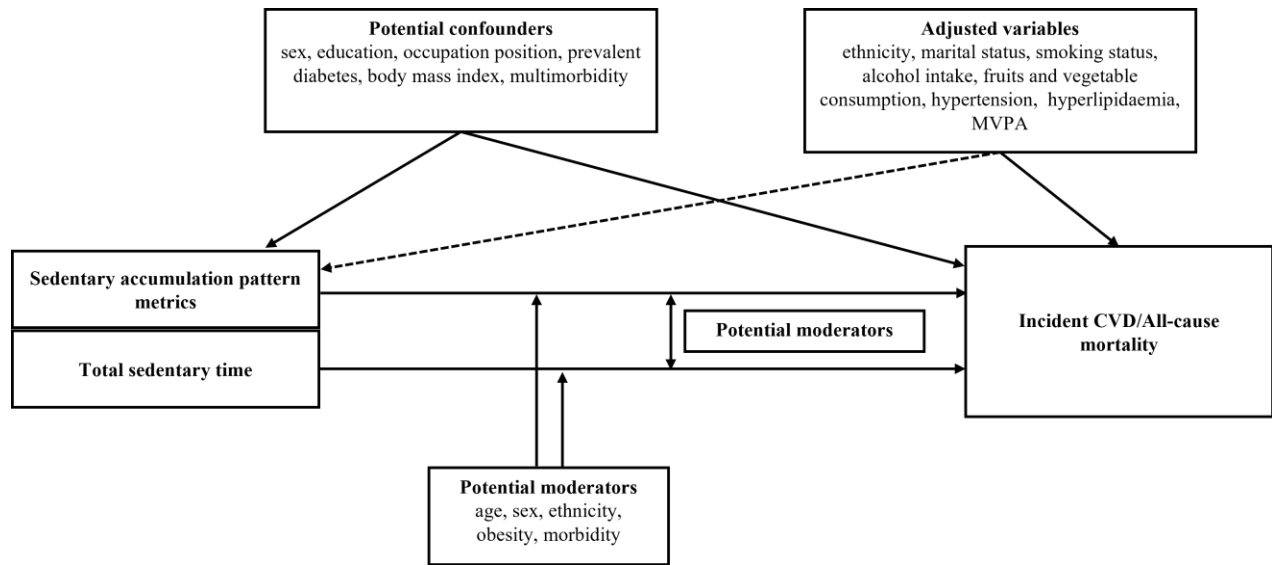 Potential confounders
sex, education, occupation position, prevalent
diabetes, body mass index, multimorbidity
Adjusted variables
ethnicity, marital status, smoking status,
alcohol intake, fruits and vegetable
consumption, hypertension, hyperlipidaemia,
MVPA
Sedentary accumulation pattern
metrics
Total sedentary time
Potential moderators
Incident CVD/All-cause
mortality
Potential moderators
age, sex, ethnicity,
obesity, morbidity